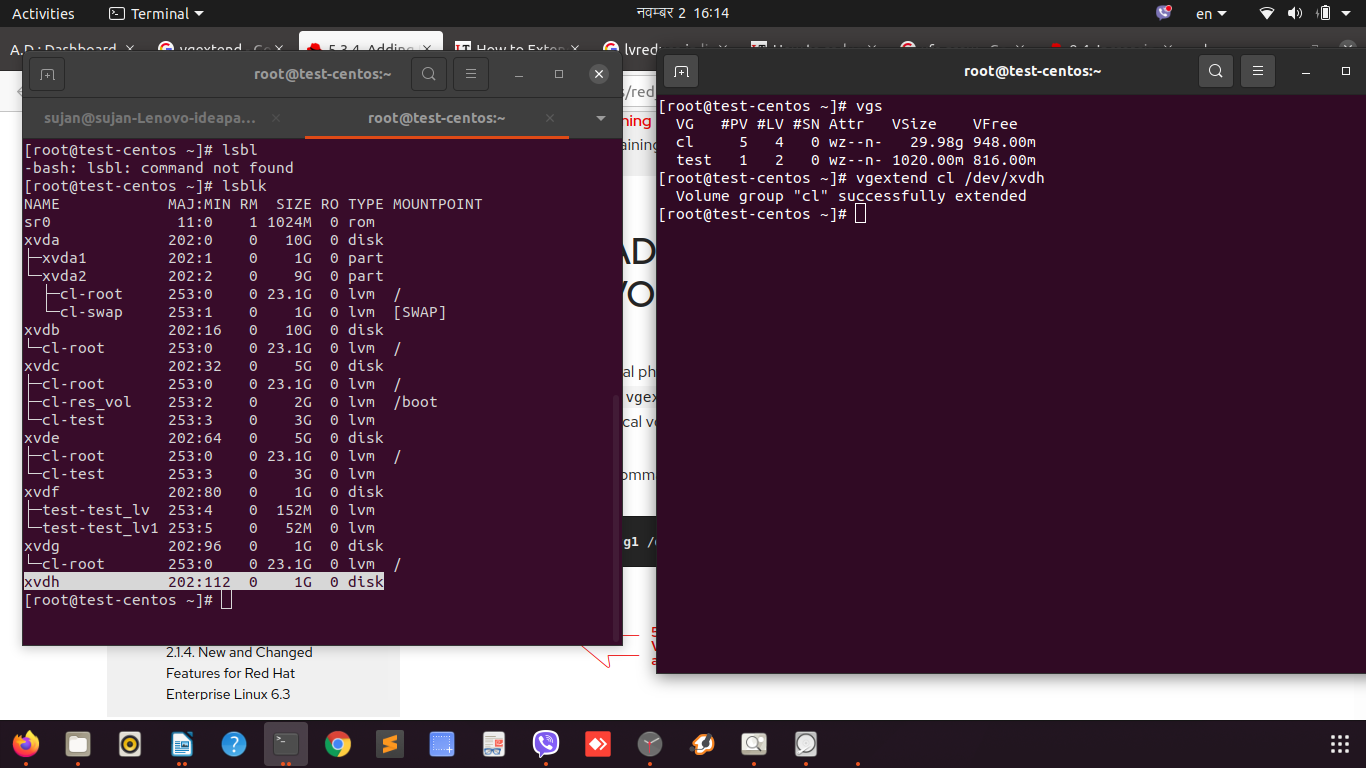 Activities
Terminal
नवम्बर 2 16:14
en
A.D.: Dashboard
vgextend
5.3.4. Adding
How to Exten
root@test-centos:~
sujan@sujan-Lenovo-ideapa...
root@test-centos:~
[root@test-centos ~]# lsbl
-bash: lsbl: command not found
[root@test-centos ~]# lsblk
NAME MAJ:MIN RM SIZE RO TYPE MOUNTPOINT
sr0 11:0 1 1024M 0 rom
xvda 202:0 0 10G 0 disk
├─xvda1 202:1 0 1G 0 part
└─xvda2 202:2 0 9G 0 part
├─cl-root 253:0 0 23.1G 0 lvm /
└─cl-swap 253:1 0 1G 0 lvm [SWAP]
xvdb 202:16 0 10G 0 disk
└─cl-root 253:0 0 23.1G 0 lvm /
xvdc 202:32 0 5G 0 disk
├─cl-root 253:0 0 23.1G 0 lvm /
├─cl-res_vol 253:2 0 2G 0 lvm /boot
└─cl-test 253:3 0 3G 0 lvm
xvde 202:64 0 5G 0 disk
├─cl-root 253:0 0 23.1G 0 lvm /
└─cl-test 253:3 0 3G 0 lvm
xvdf 202:80 0 1G 0 disk
├─test-test_lv 253:4 0 152M 0 lvm
└─test-test_lv1 253:5 0 52M 0 lvm
xvdg 202:96 0 1G 0 disk
└─cl-root 253:0 0 23.1G 0 lvm /
xvdh 202:112 0 1G 0 disk
[root@test-centos ~]#
root@test-centos:~
[root@test-centos ~]# vgs
VG #PV #LV #SN Attr VSize VFree
cl 5 4 0 wz--n- 29.98g 948.00m
test 1 2 0 wz--n- 1020.00m 816.00m
[root@test-centos ~]# vgextend cl /dev/xvdh
Volume group "cl" successfully extended
[root@test-centos ~]#
2.1.4. New and Changed
Features for Red Hat
Enterprise Linux 6.3